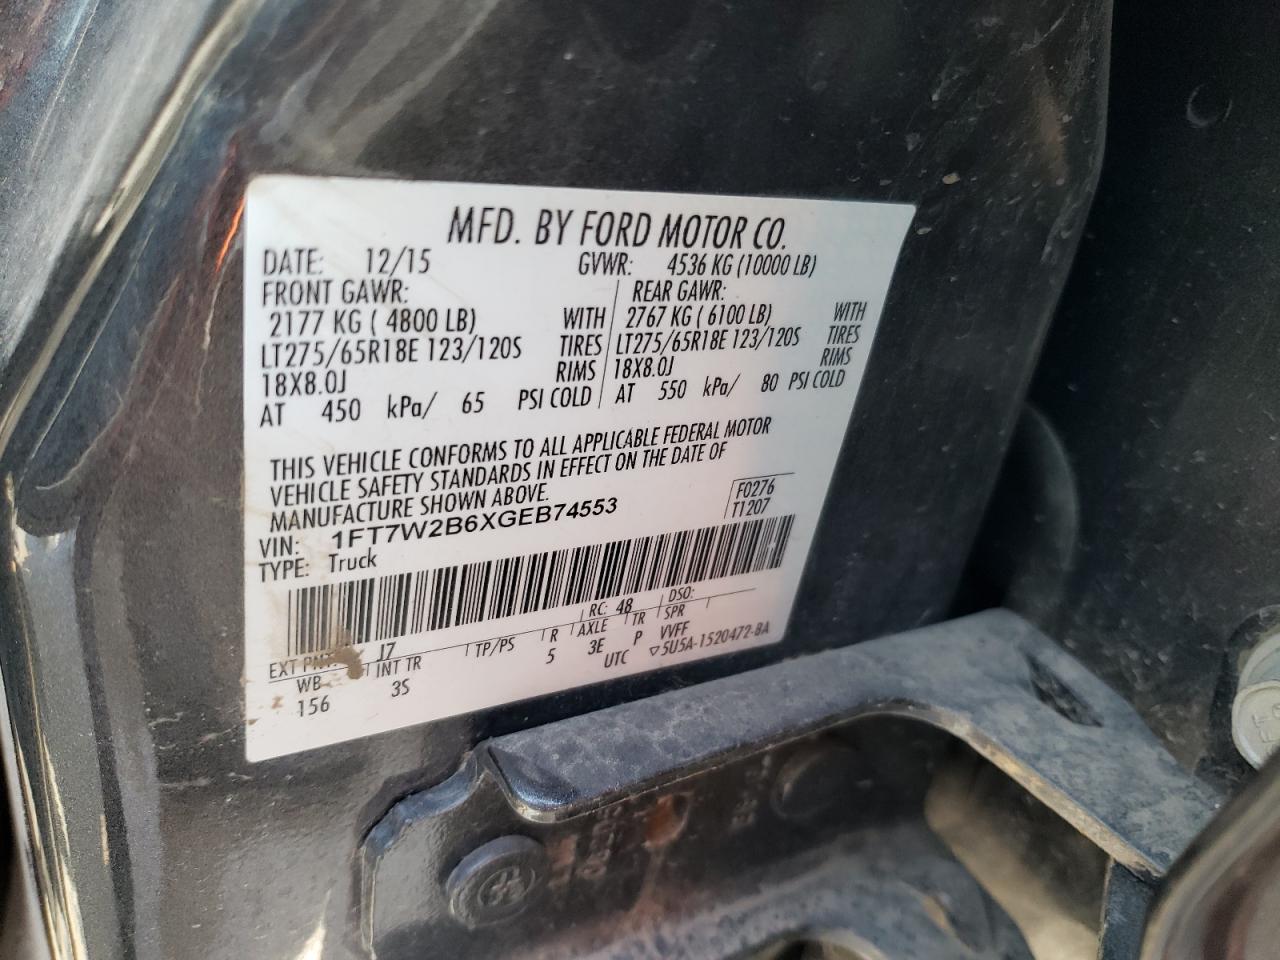 MFD. BY FORD MOTOR CO.
DATE: 12/15 GVWR: 4536 KG (10000 LB)
FRONT GAWR: REAR GAWR:
2177 KG ( 4800 LB) WITH 2767 KG ( 6100 LB) WITH
LT275/65R18E 123/120S TIRES LT275/65R18E 123/120S TIRES
18X8.0J RIMS 18X8.0J RIMS
AT 450 kPa/ 65 PSI COLD AT 550 kPa/ 80 PSI COLD
THIS VEHICLE CONFORMS TO ALL APPLICABLE FEDERAL MOTOR
VEHICLE SAFETY STANDARDS IN EFFECT ON THE DATE OF
MANUFACTURE SHOWN ABOVE.
VIN: 1FT7W2B6XGEB74553 F0276
TYPE: Truck T1207
RC: 48 DSO:
EXT PNT: J7
WB INT TR TP/PS R AXLE TR SPR
156 3S 5 3E P VVFF
UTC ▽5U5A-1520472-BA